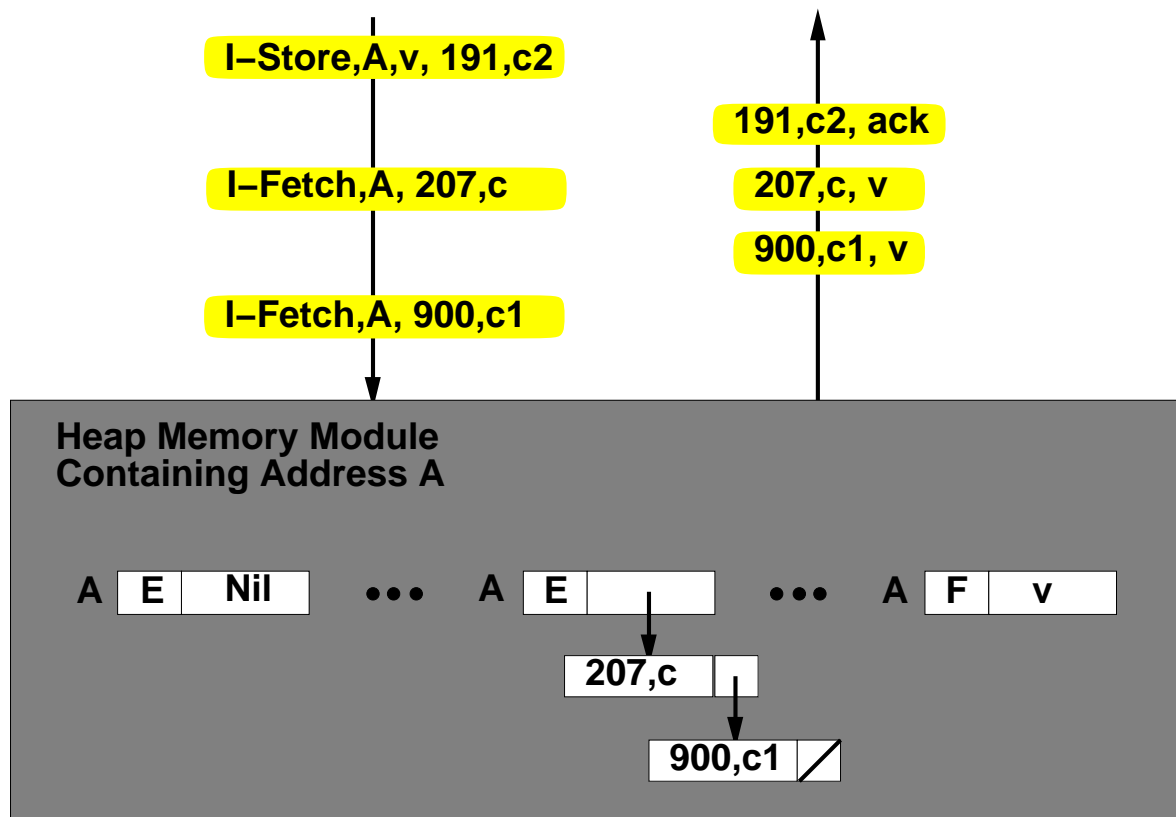 I–Store,A,v, 191,c2
I–Fetch,A, 207,c
I–Fetch,A, 900,c1
191,c2, ack
207,c, v
900,c1, v
Heap Memory Module
Containing Address A
A E Nil ••• A E ••• A F v
207,c
900,c1